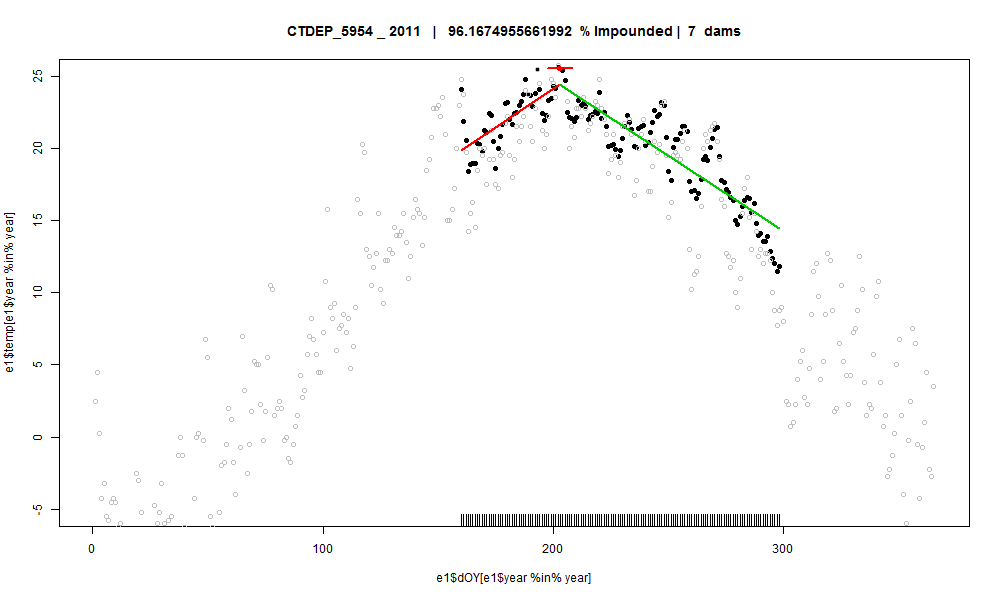 CTDEP_5954 _ 2011 | 96.1674955661992 % Impounded | 7 dams
e1$temp[e1$year %in% year]
25
20
15
10
5
0
-5
0 100 200 300
e1$dOY[e1$year %in% year]